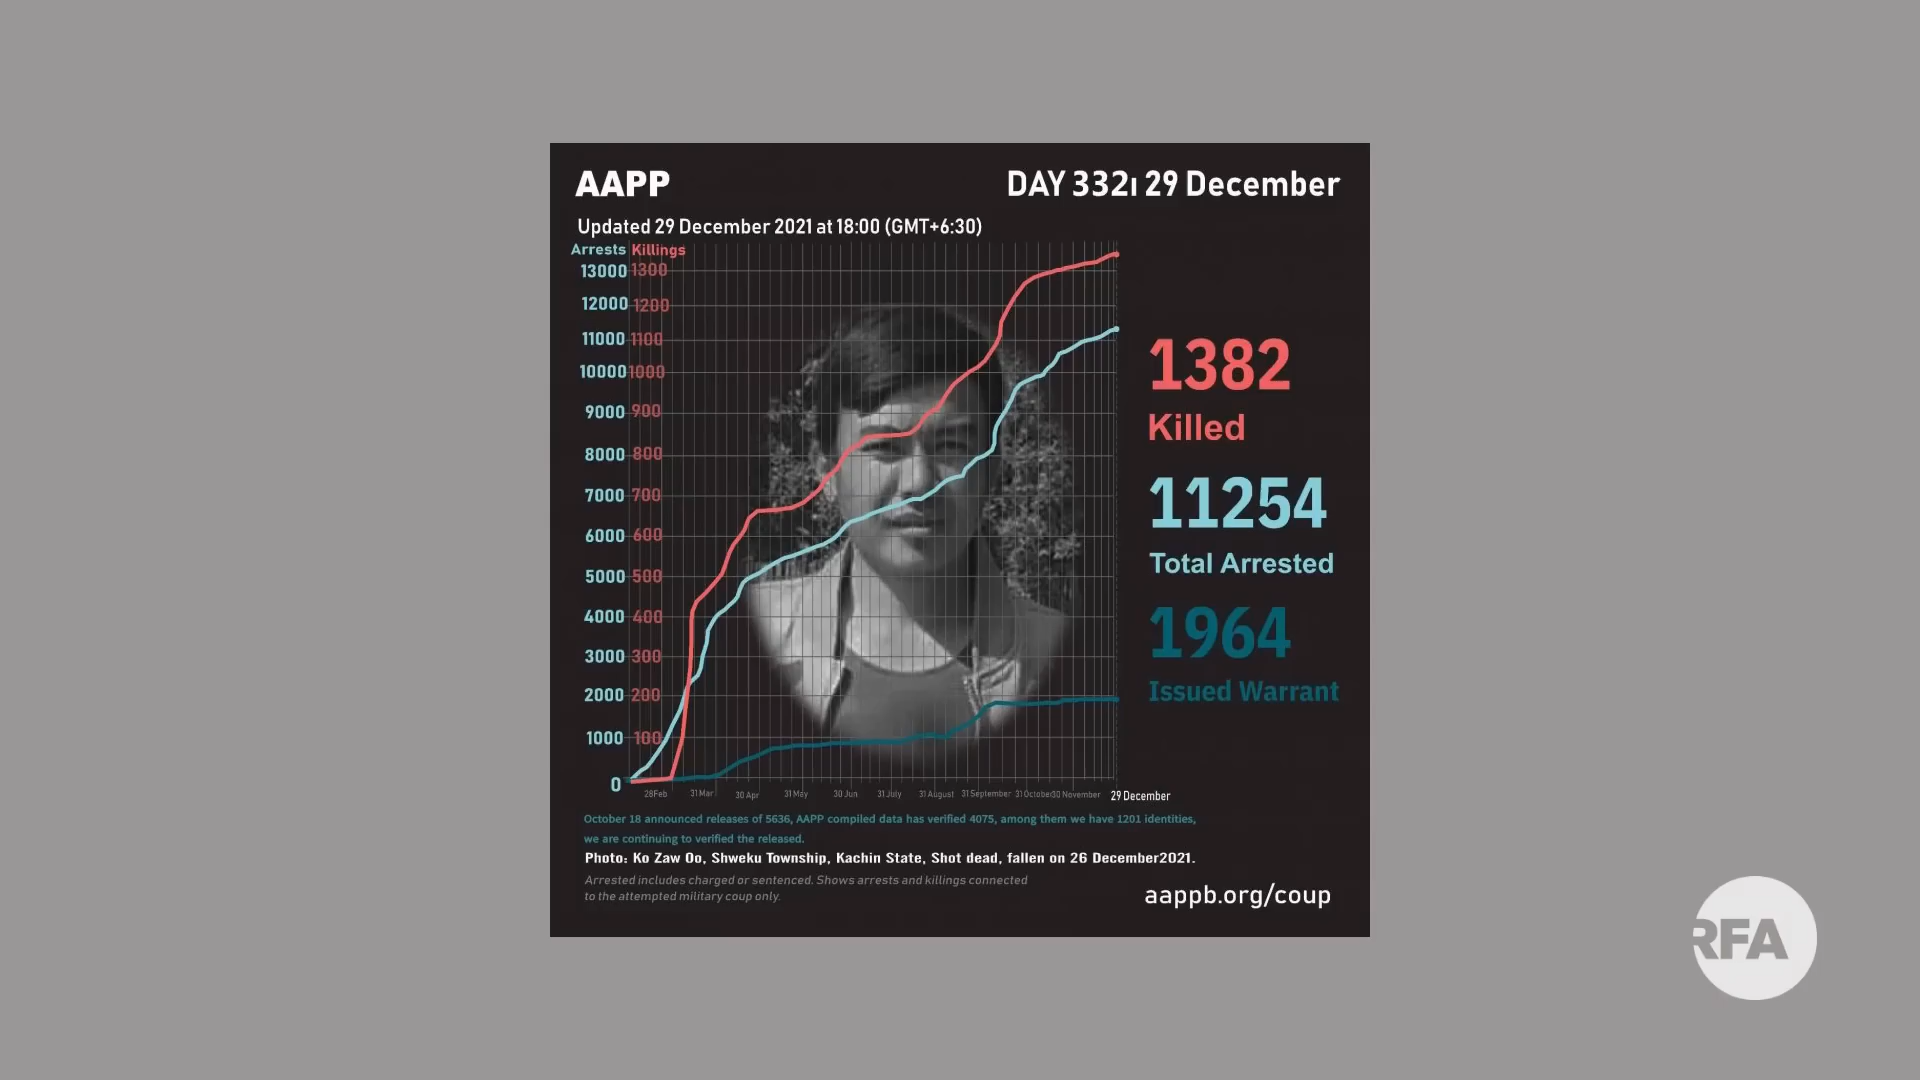 AAPP
DAY 332ı 29 December
Updated 29 December 2021 at 18:00 (GMT+6:30)
Arrests Killings
13000 1300
12000 1200
11000 1100
10000 1000
9000 900
8000 800
7000 700
6000 600
5000 500
4000 400
3000 300
2000 200
1000 100
0
28Feb 31 Mar 30 Apr 31 May 30 Jun 31 July 31 August 31 September 31 October 30 November 29 December
1382
Killed
11254
Total Arrested
1964
Issued Warrant
October 18 announced releases of 5636, AAPP compiled data has verified 4075, among them we have 1201 identities,
we are continuing to verified the released.
Photo: Ko Zaw Oo, Shweku Township, Kachin State, Shot dead, fallen on 26 December2021.
Arrested includes charged or sentenced. Shows arrests and killings connected
to the attempted military coup only.
aappb.org/coup
RFA